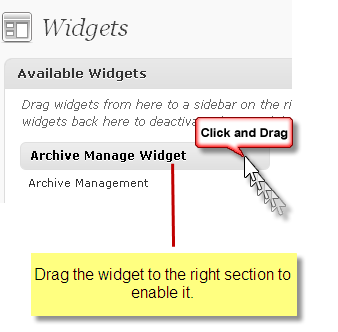 Widgets
Available Widgets
Drag widgets from here to a sidebar on the ri
widgets back here to deactiva
Click and Drag
Archive Manage Widget
Archive Management
Drag the widget to the right section to
enable it.